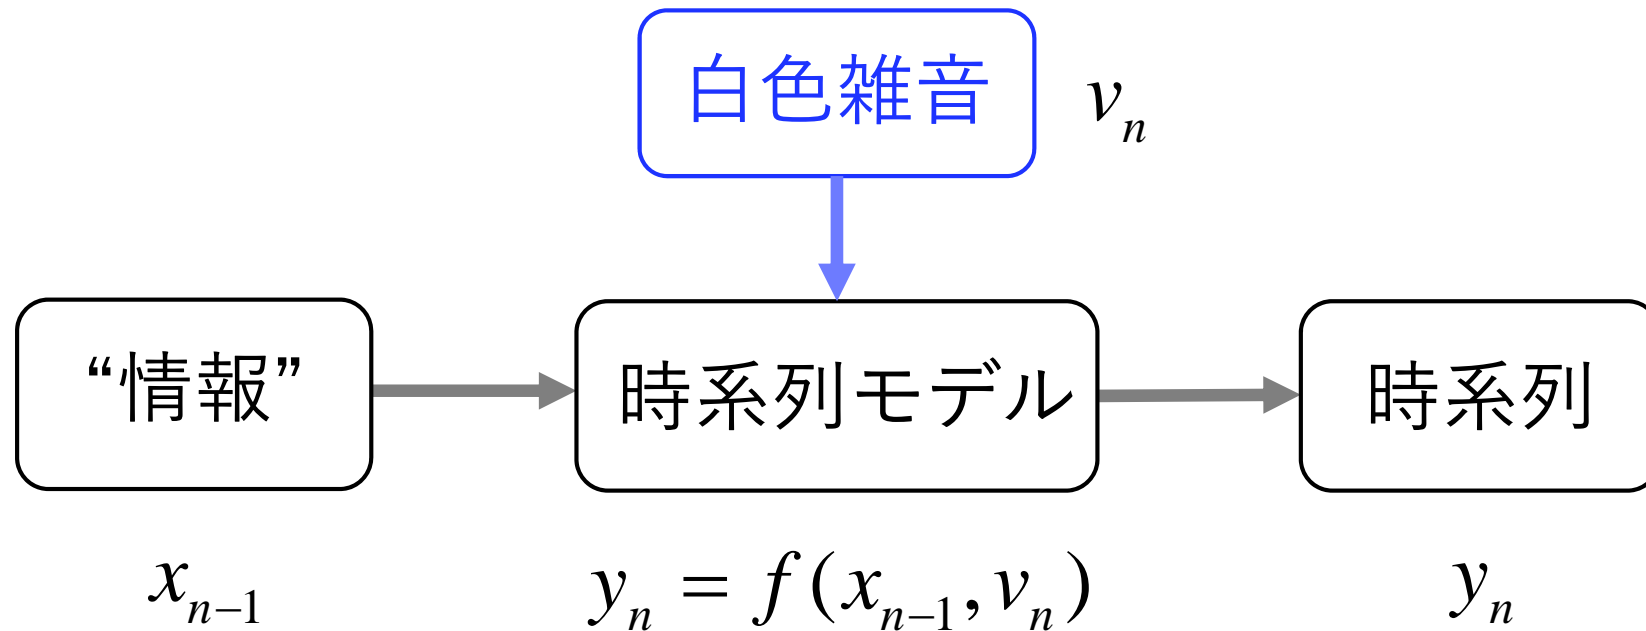 白色雑音
v_n
“情報”
時系列モデル
時系列
x_{n−1}
y_n = f(x_{n−1}, v_n)
y_n